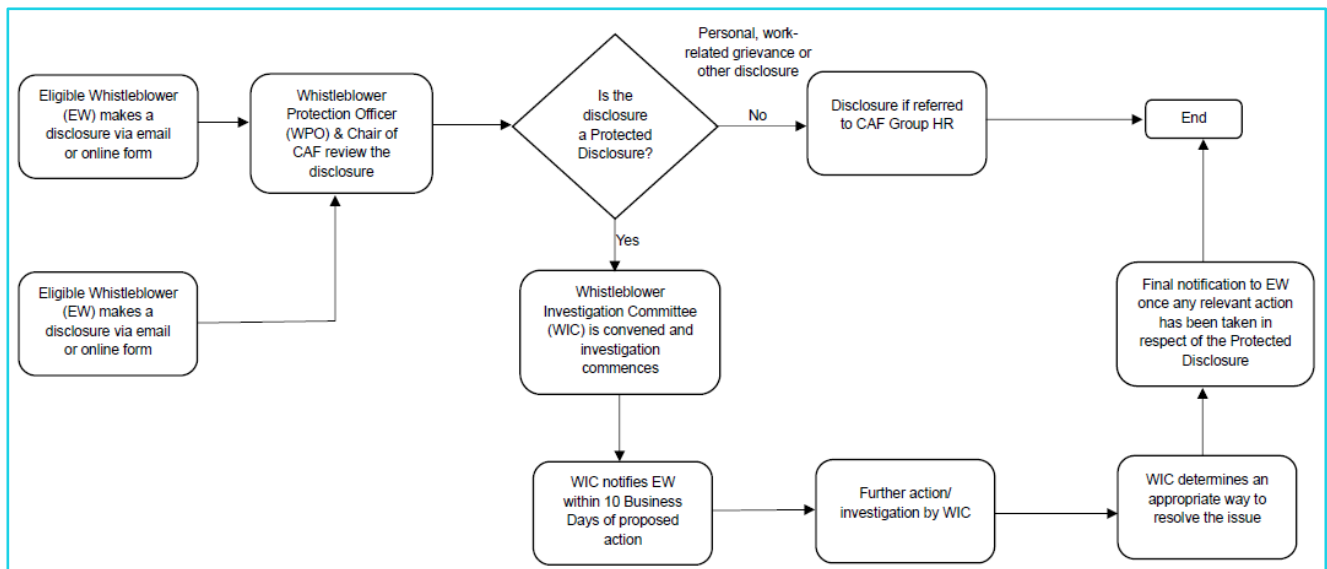 Eligible Whistleblower
(EW) makes a
disclosure via email
or online form
Whistleblower
Protection Officer
(WPO) & Chair of
CAF review the
disclosure
Is the
disclosure
a Protected
Disclosure?
Personal, work-
related grievance or
other disclosure
No
Disclosure if referred
to CAF Group HR
End
Yes
Eligible Whistleblower
(EW) makes a
disclosure via email
or online form
Whistleblower
Investigation Committee
(WIC) is convened and
investigation
commences
Final notification to EW
once any relevant action
has been taken in
respect of the Protected
Disclosure
WIC notifies EW
within 10 Business
Days of proposed
action
Further action/
investigation by WIC
WIC determines an
appropriate way to
resolve the issue